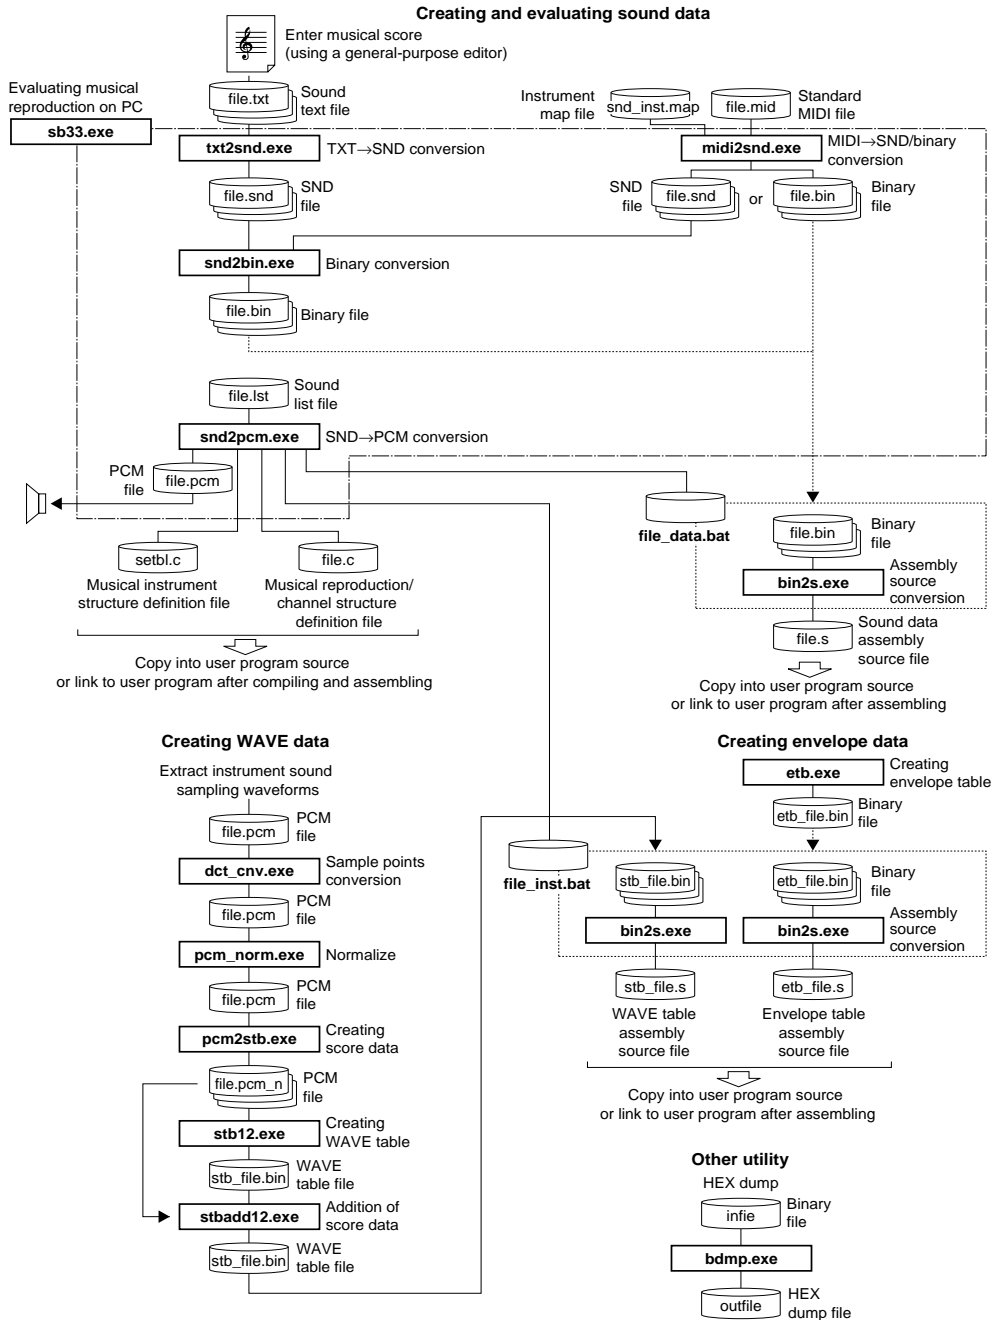 Creating and evaluating sound data
Enter musical score
(using a general-purpose editor)
Evaluating musical
reproduction on PC
sb33.exe
file.txt
Sound
text file
Instrument
map file
snd_inst.map
file.mid
Standard
MIDI file
txt2snd.exe
TXT→SND conversion
midi2snd.exe
MIDI→SND/binary
conversion
file.snd
SND
file
SND
file
file.snd
or
file.bin
Binary
file
snd2bin.exe
Binary conversion
file.bin
Binary file
file.lst
Sound
list file
snd2pcm.exe
SND→PCM conversion
PCM
file
file.pcm
file_data.bat
file.bin
Binary
file
setbl.c
file.c
Musical instrument
structure definition file
Musical reproduction/
channel structure
definition file
bin2s.exe
Assembly
source
conversion
file.s
Sound data
assembly
source file
Copy into user program source
or link to user program after compiling and assembling
Copy into user program source
or link to user program after assembling
Creating WAVE data
Extract instrument sound
sampling waveforms
file.pcm
PCM
file
dct_cnv.exe
Sample points
conversion
file.pcm
PCM
file
pcm_norm.exe
Normalize
file.pcm
PCM
file
pcm2stb.exe
Creating
score data
file.pcm_n
PCM
file
stb12.exe
Creating
WAVE table
stb_file.bin
WAVE
table file
stbadd12.exe
Addition of
score data
stb_file.bin
WAVE
table file
Creating envelope data
etb.exe
Creating
envelope table
etb_file.bin
Binary
file
file_inst.bat
stb_file.bin
etb_file.bin
Binary
file
bin2s.exe
bin2s.exe
Assembly
source
conversion
stb_file.s
etb_file.s
WAVE table
assembly
source file
Envelope table
assembly
source file
Copy into user program source
or link to user program after assembling
Other utility
HEX dump
infie
Binary
file
bdmp.exe
outfile
HEX
dump file